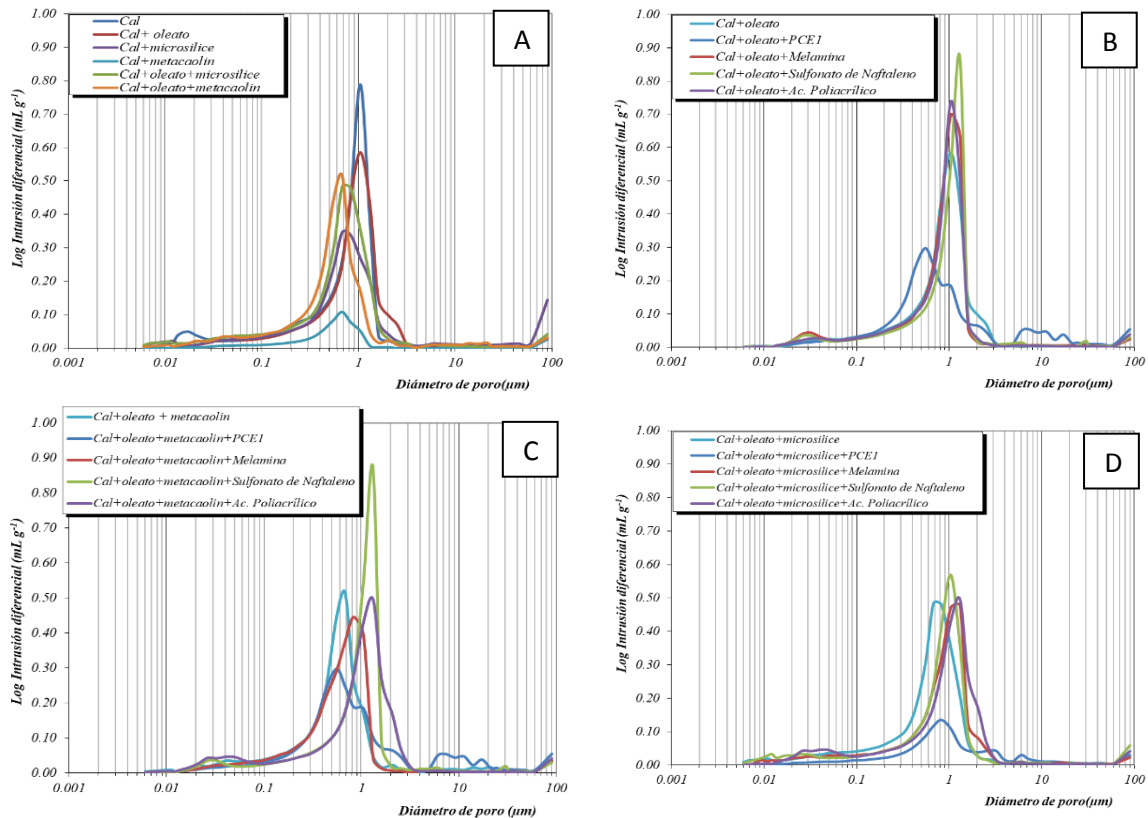 A
Cal
Cal+ oleato
Cal+microsilice
Cal+metacaolin
Cal+oleato+microsilice
Cal+oleato+metacaolin
Log Intursión diferencial (mL g-1)
1.00
0.90
0.80
0.70
0.60
0.50
0.40
0.30
0.20
0.10
0.00
0.001
0.01
0.1
1
10
100
Diámetro de poro(µm)
B
Cal+oleato
Cal+oleato+PCE1
Cal+oleato+Melamina
Cal+oleato+Sulfonato de Naftaleno
Cal+oleato+Ac. Poliacrílico
Log Intrusión diferencial (mL g-1)
1.00
0.90
0.80
0.70
0.60
0.50
0.40
0.30
0.20
0.10
0.00
0.001
0.01
0.1
1
10
100
Diámetro de poro(µm)
C
Cal+oleato + metacaolin
Cal+oleato+metacaolin+PCE1
Cal+oleato+metacaolin+Melamina
Cal+oleato+metacaolin+Sulfonato de Naftaleno
Cal+oleato+metacaolin+Ac. Poliacrílico
Log Intrusión diferencial (mL g-1)
1.00
0.90
0.80
0.70
0.60
0.50
0.40
0.30
0.20
0.10
0.00
0.001
0.01
0.1
1
10
100
Diámetro de poro (µm)
D
Cal+oleato+microsilice
Cal+oleato+microsilice+PCE1
Cal+oleato+microsilice+Melamina
Cal+oleato+microsilice+Sulfonato de Naftaleno
Cal+oleato+microsilice+Ac. Poliacrílico
Log Intrusión diferencial (mL g-1)
1.00
0.90
0.80
0.70
0.60
0.50
0.40
0.30
0.20
0.10
0.00
0.001
0.01
0.1
1
10
100
Diámetro de poro(µm)